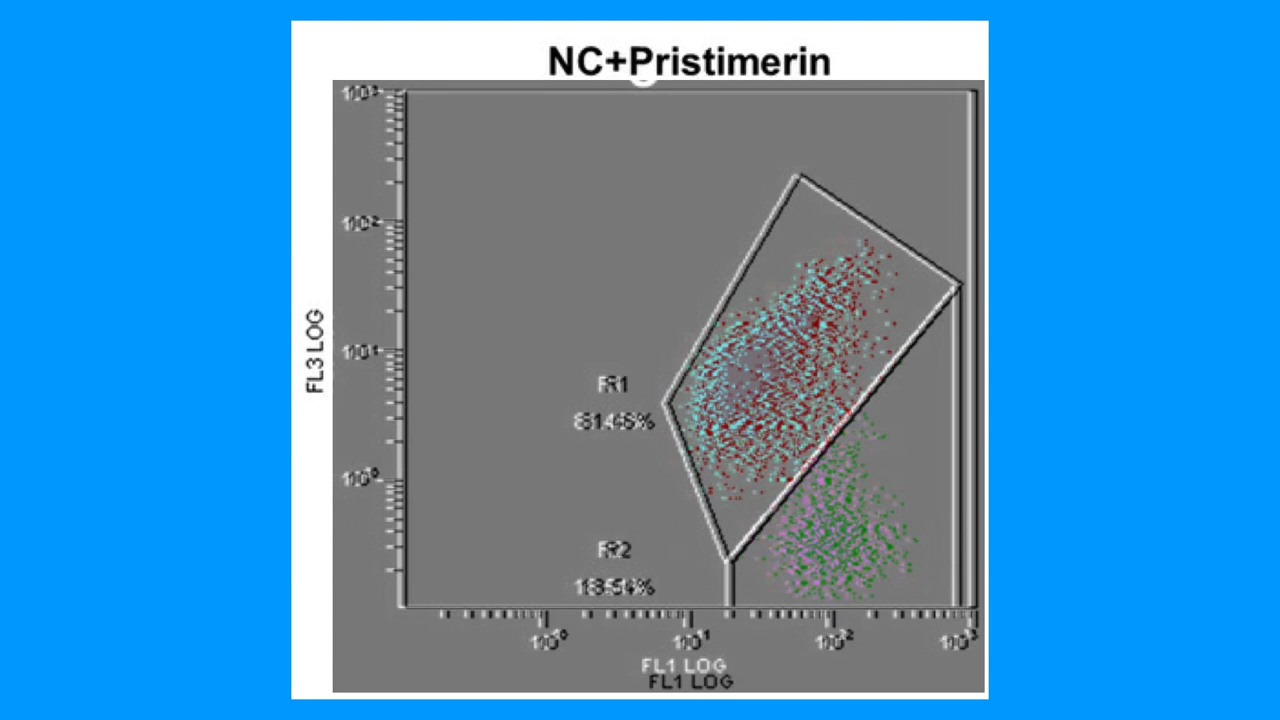 NC+Pristimerin
10³
10²
10¹
10⁰
FL3 LOG
R1
81.46%
R2
18.54%
10⁰ 10¹ 10² 10³
FL1 LOG
FL1 LOG